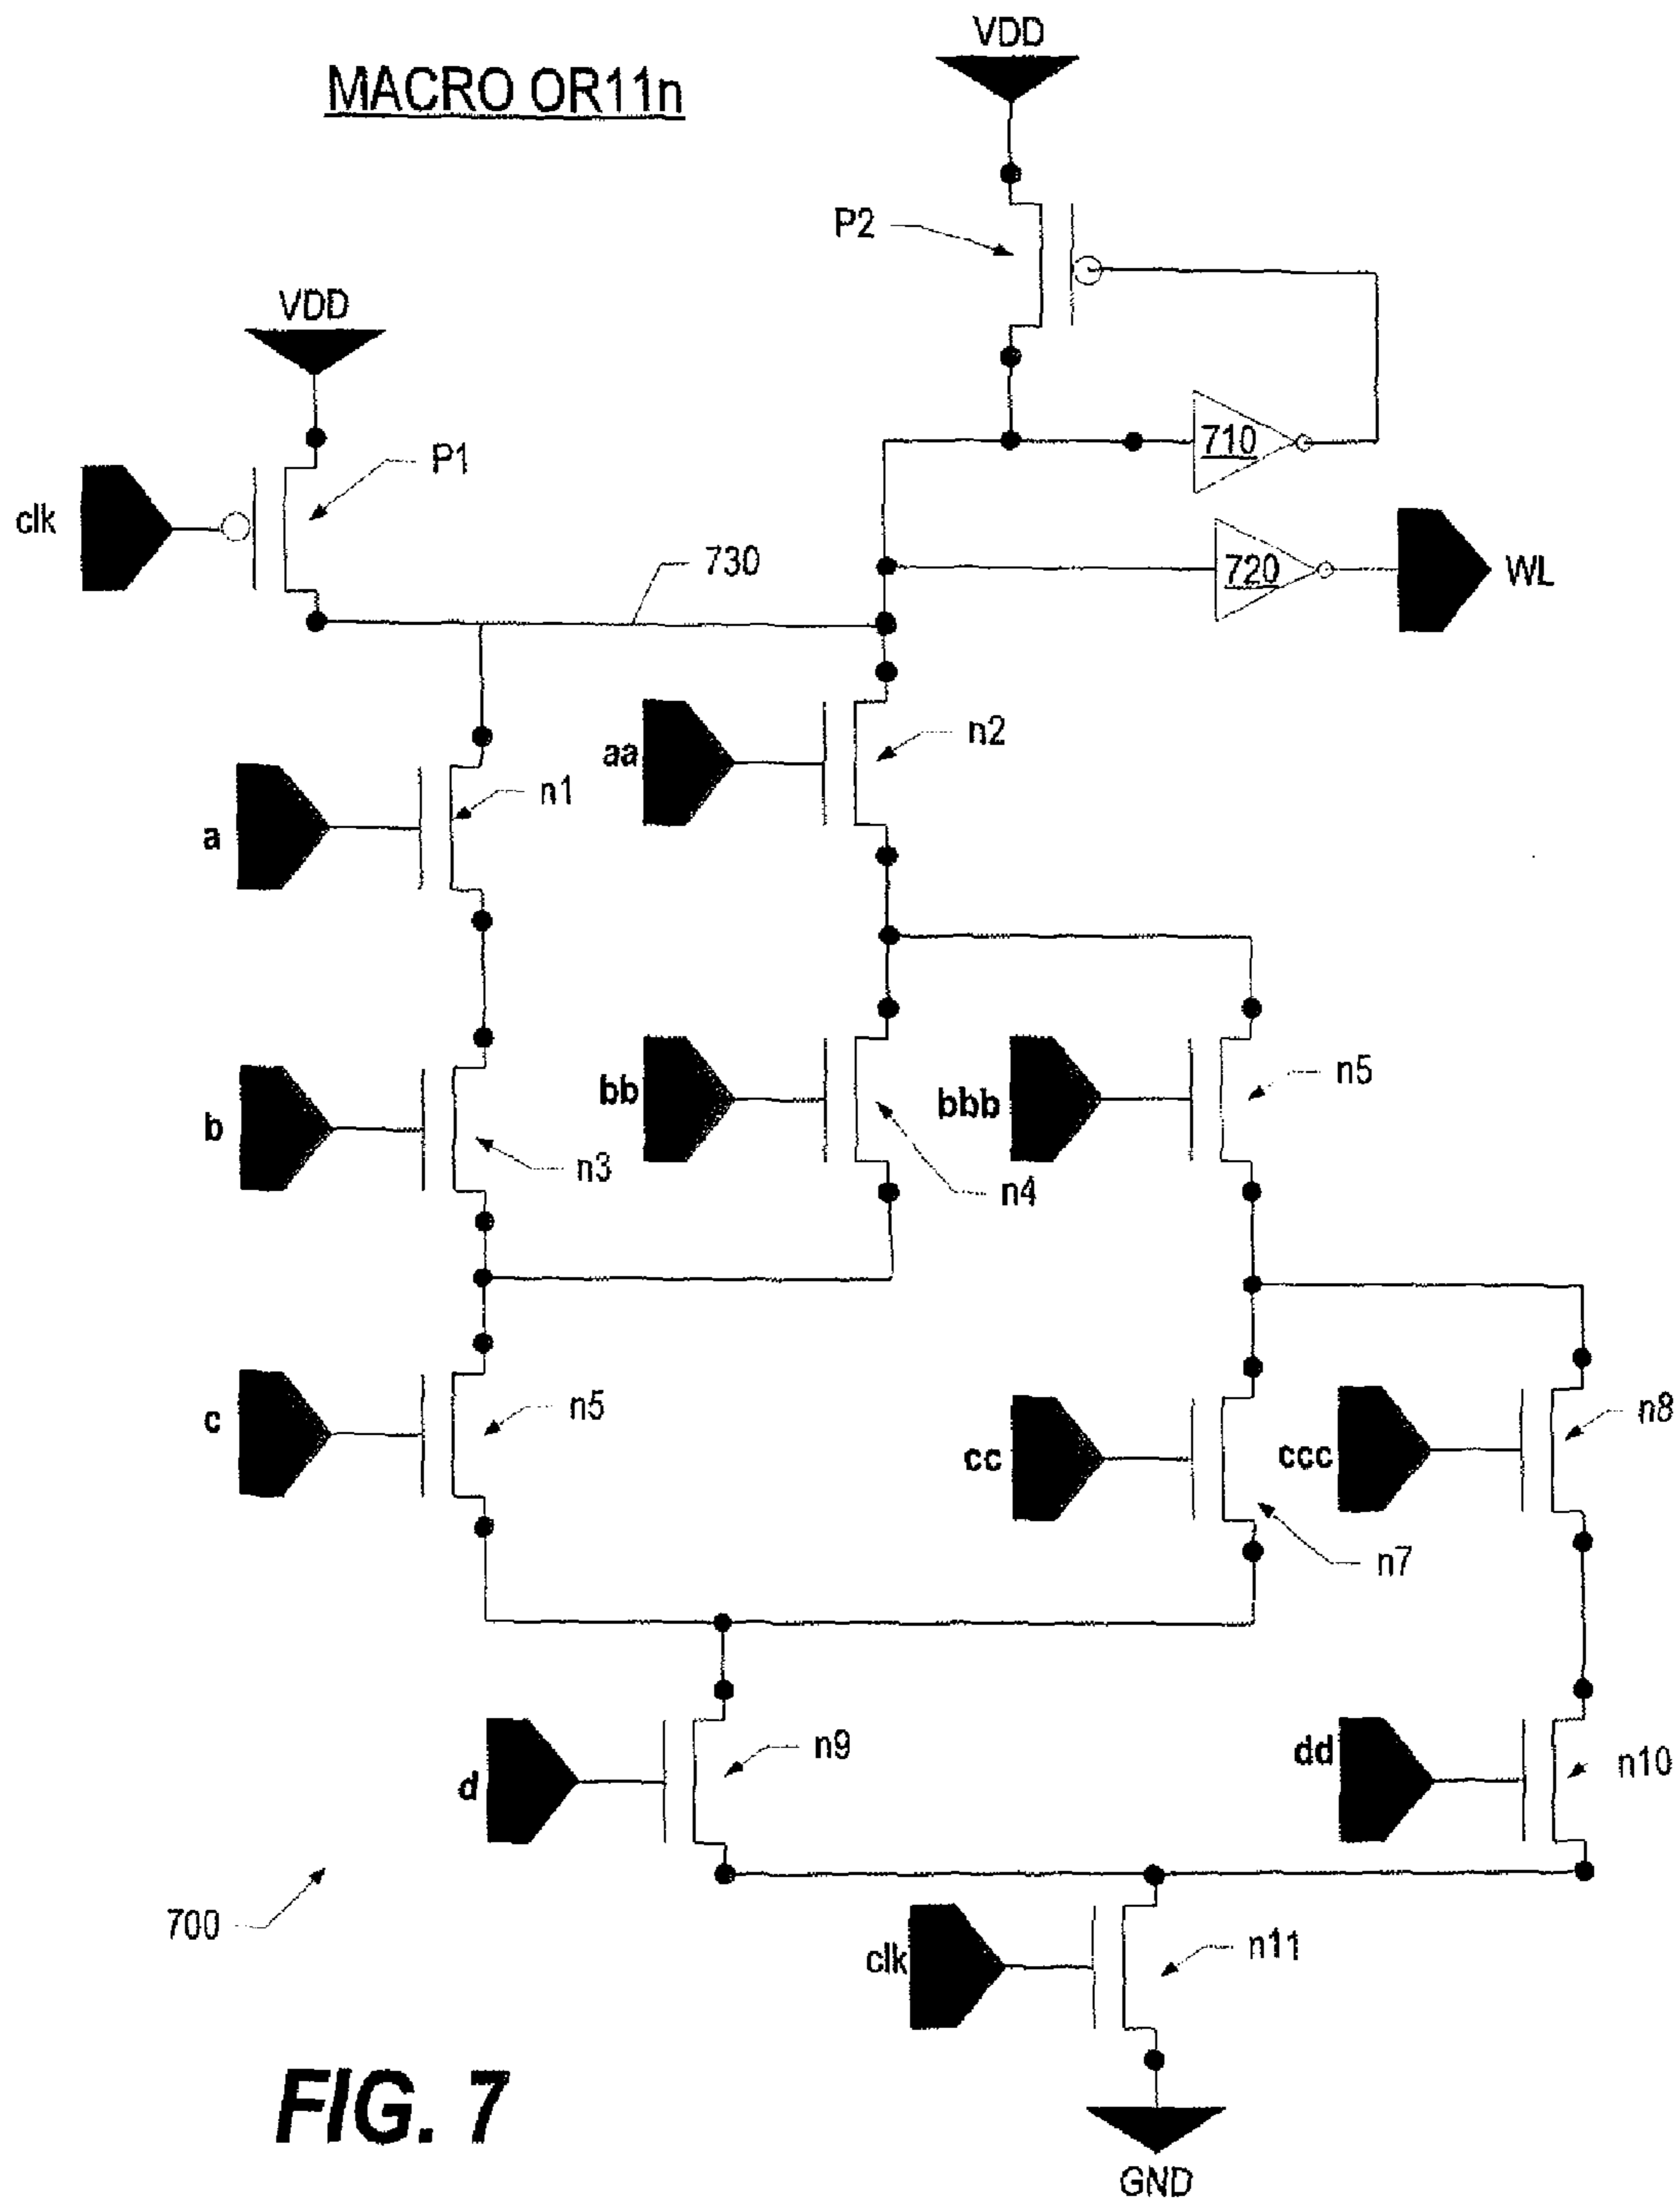 VDD
MACRO OR11n
P2
VDD
P1
710
clk
730
720
WL
aa
n2
n1
a
n5
bb
bbb
b
n3
n4
n5
c
n8
cc
ccc
n7
n9
dd
n10
d
700
clk
n11
FIG. 7
GND